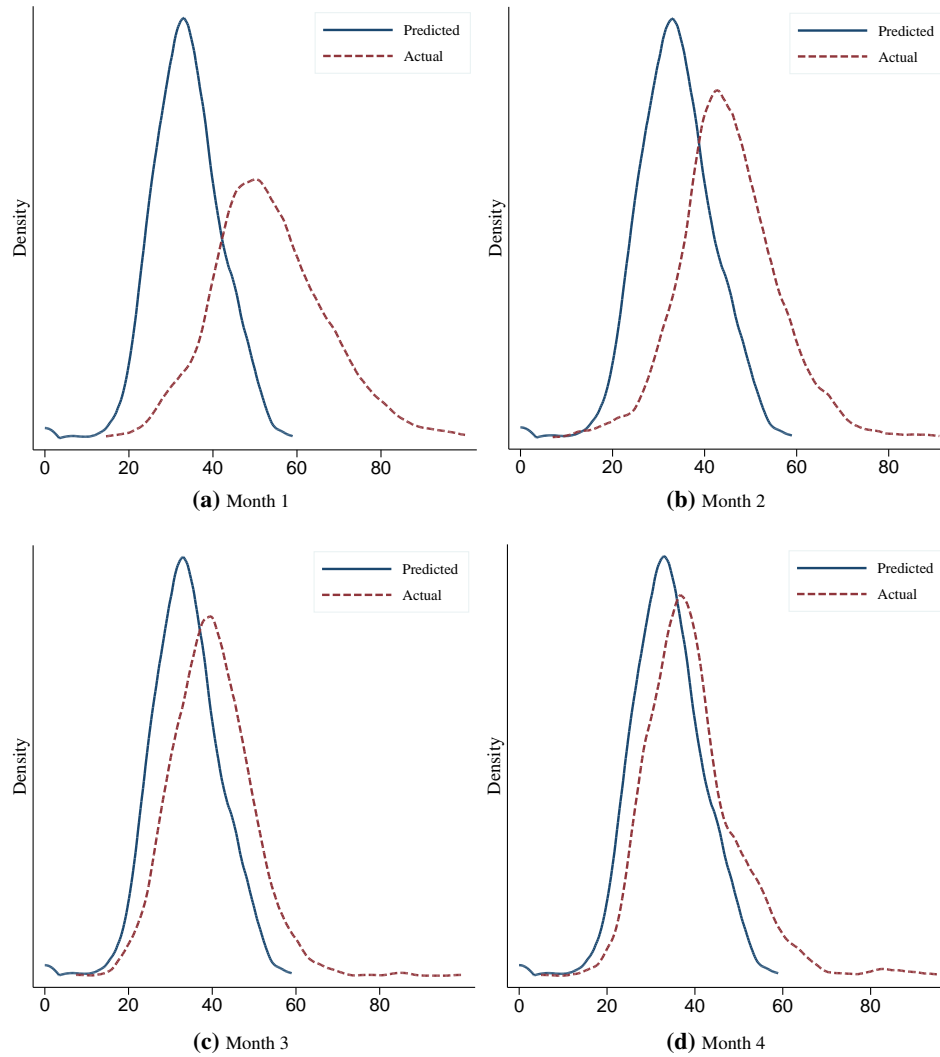 Predicted
Actual
Density
0 20 40 60 80
(a) Month 1
Predicted
Actual
Density
0 20 40 60 80
(b) Month 2
Predicted
Actual
Density
0 20 40 60 80
(c) Month 3
Predicted
Actual
Density
0 20 40 60 80
(d) Month 4